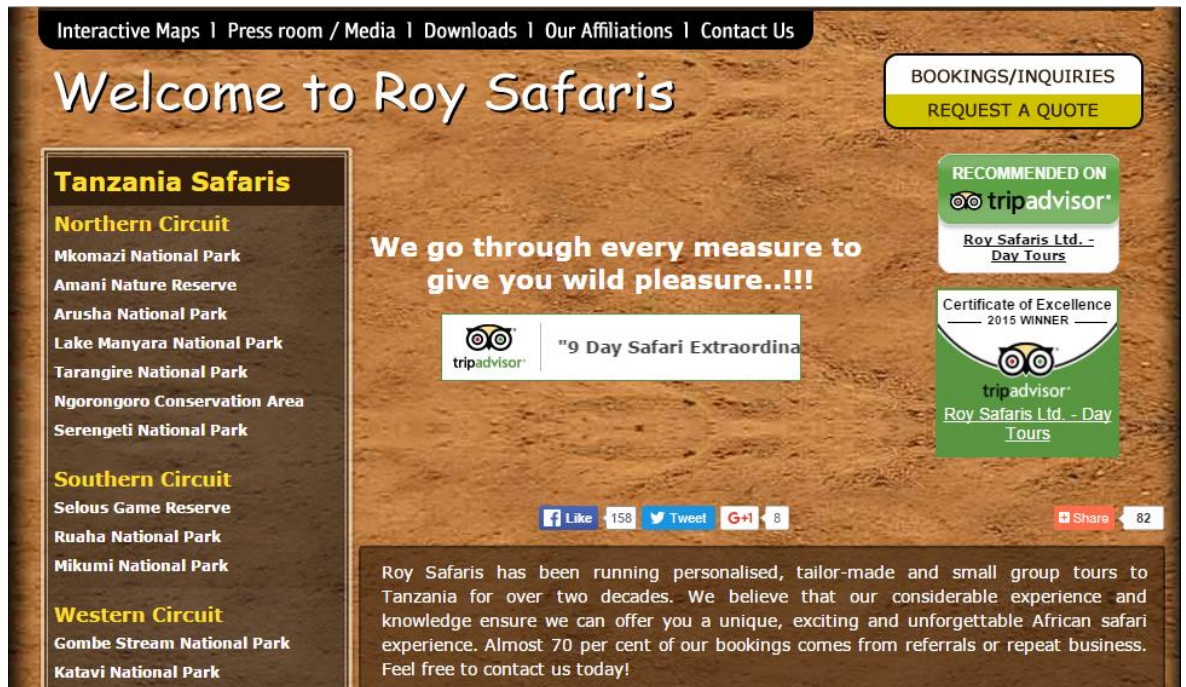 Interactive Maps | Press room / Media | Downloads | Our Affiliations | Contact Us
Welcome to Roy Safaris
BOOKINGS/INQUIRIES
REQUEST A QUOTE
Tanzania Safaris
Northern Circuit
Mkomazi National Park
Amani Nature Reserve
Arusha National Park
Lake Manyara National Park
Tarangire National Park
Ngorongoro Conservation Area
Serengeti National Park
Southern Circuit
Selous Game Reserve
Ruaha National Park
Mikumi National Park
Western Circuit
Gombe Stream National Park
Katavi National Park
We go through every measure to
give you wild pleasure..!!!
tripadvisor
"9 Day Safari Extraordina
RECOMMENDED ON
tripadvisor
Roy Safaris Ltd. -
Day Tours
Certificate of Excellence
2015 WINNER
tripadvisor
Roy Safaris Ltd. - Day
Tours
Like 158 Tweet G+1 8
Share 82
Roy Safaris has been running personalised, tailor-made and small group tours to
Tanzania for over two decades. We believe that our considerable experience and
knowledge ensure we can offer you a unique, exciting and unforgettable African safari
experience. Almost 70 per cent of our bookings comes from referrals or repeat business.
Feel free to contact us today!